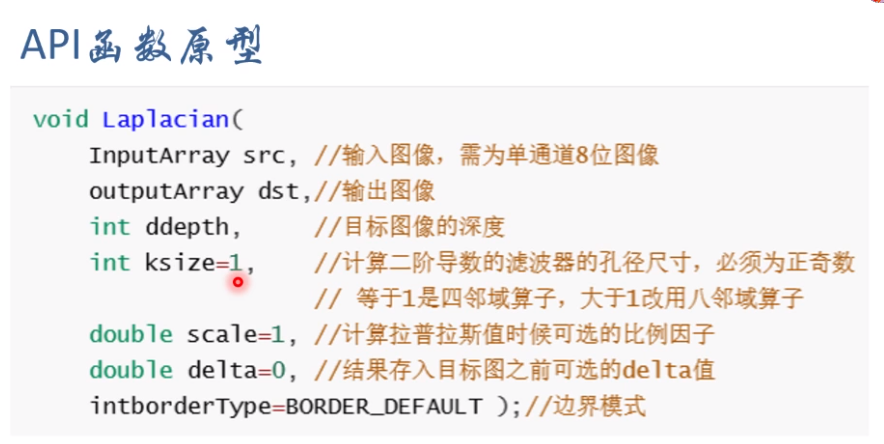 API函数原型
void Laplacian(
InputArray src, //输入图像，需为单通道8位图像
outputArray dst,//输出图像
int ddepth, //目标图像的深度
int ksize=1, //计算二阶导数的滤波器的孔径尺寸，必须为正奇数
// 等于1是四邻域算子，大于1改用八邻域算子
double scale=1, //计算拉普拉斯值时候可选的比例因子
double delta=0, //结果存入目标图之前可选的delta值
intborderType=BORDER_DEFAULT );//边界模式